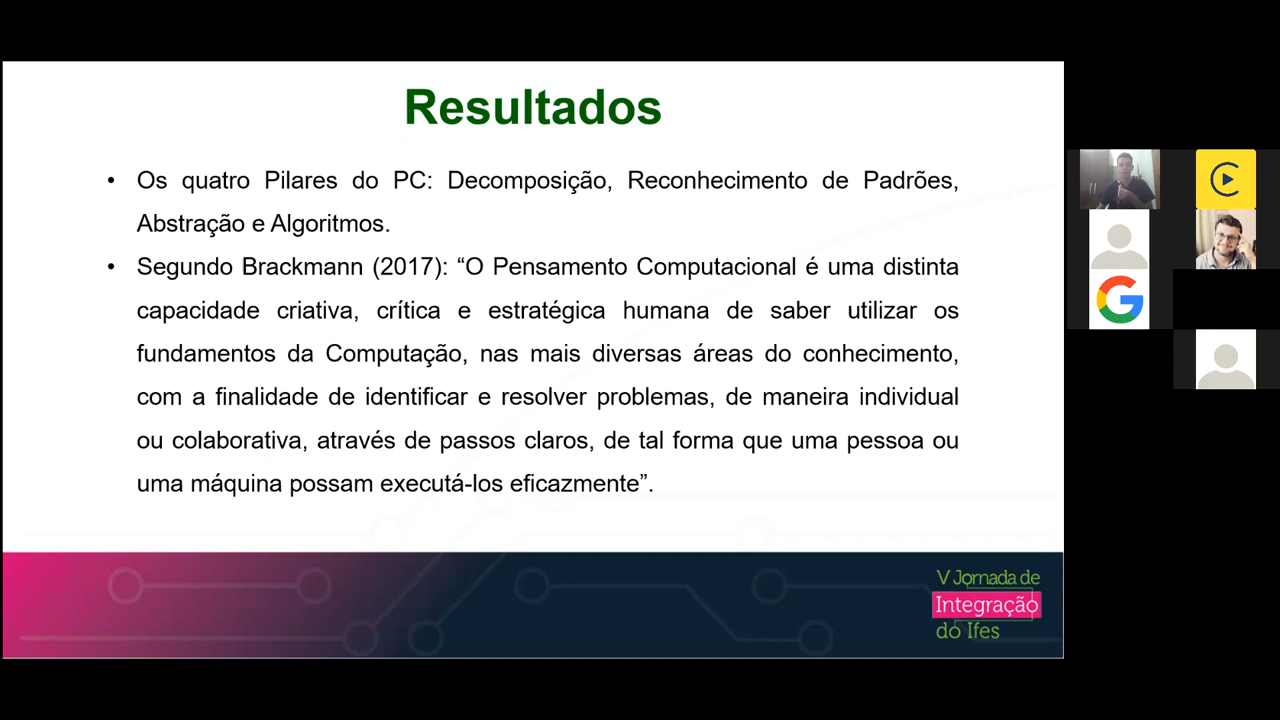 Resultados
• Os quatro Pilares do PC: Decomposição, Reconhecimento de Padrões,
Abstração e Algoritmos.
• Segundo Brackmann (2017): “O Pensamento Computacional é uma distinta
capacidade criativa, crítica e estratégica humana de saber utilizar os
fundamentos da Computação, nas mais diversas áreas do conhecimento,
com a finalidade de identificar e resolver problemas, de maneira individual
ou colaborativa, através de passos claros, de tal forma que uma pessoa ou
uma máquina possam executá-los eficazmente”.
V Jornada de
Integração
do Ifes